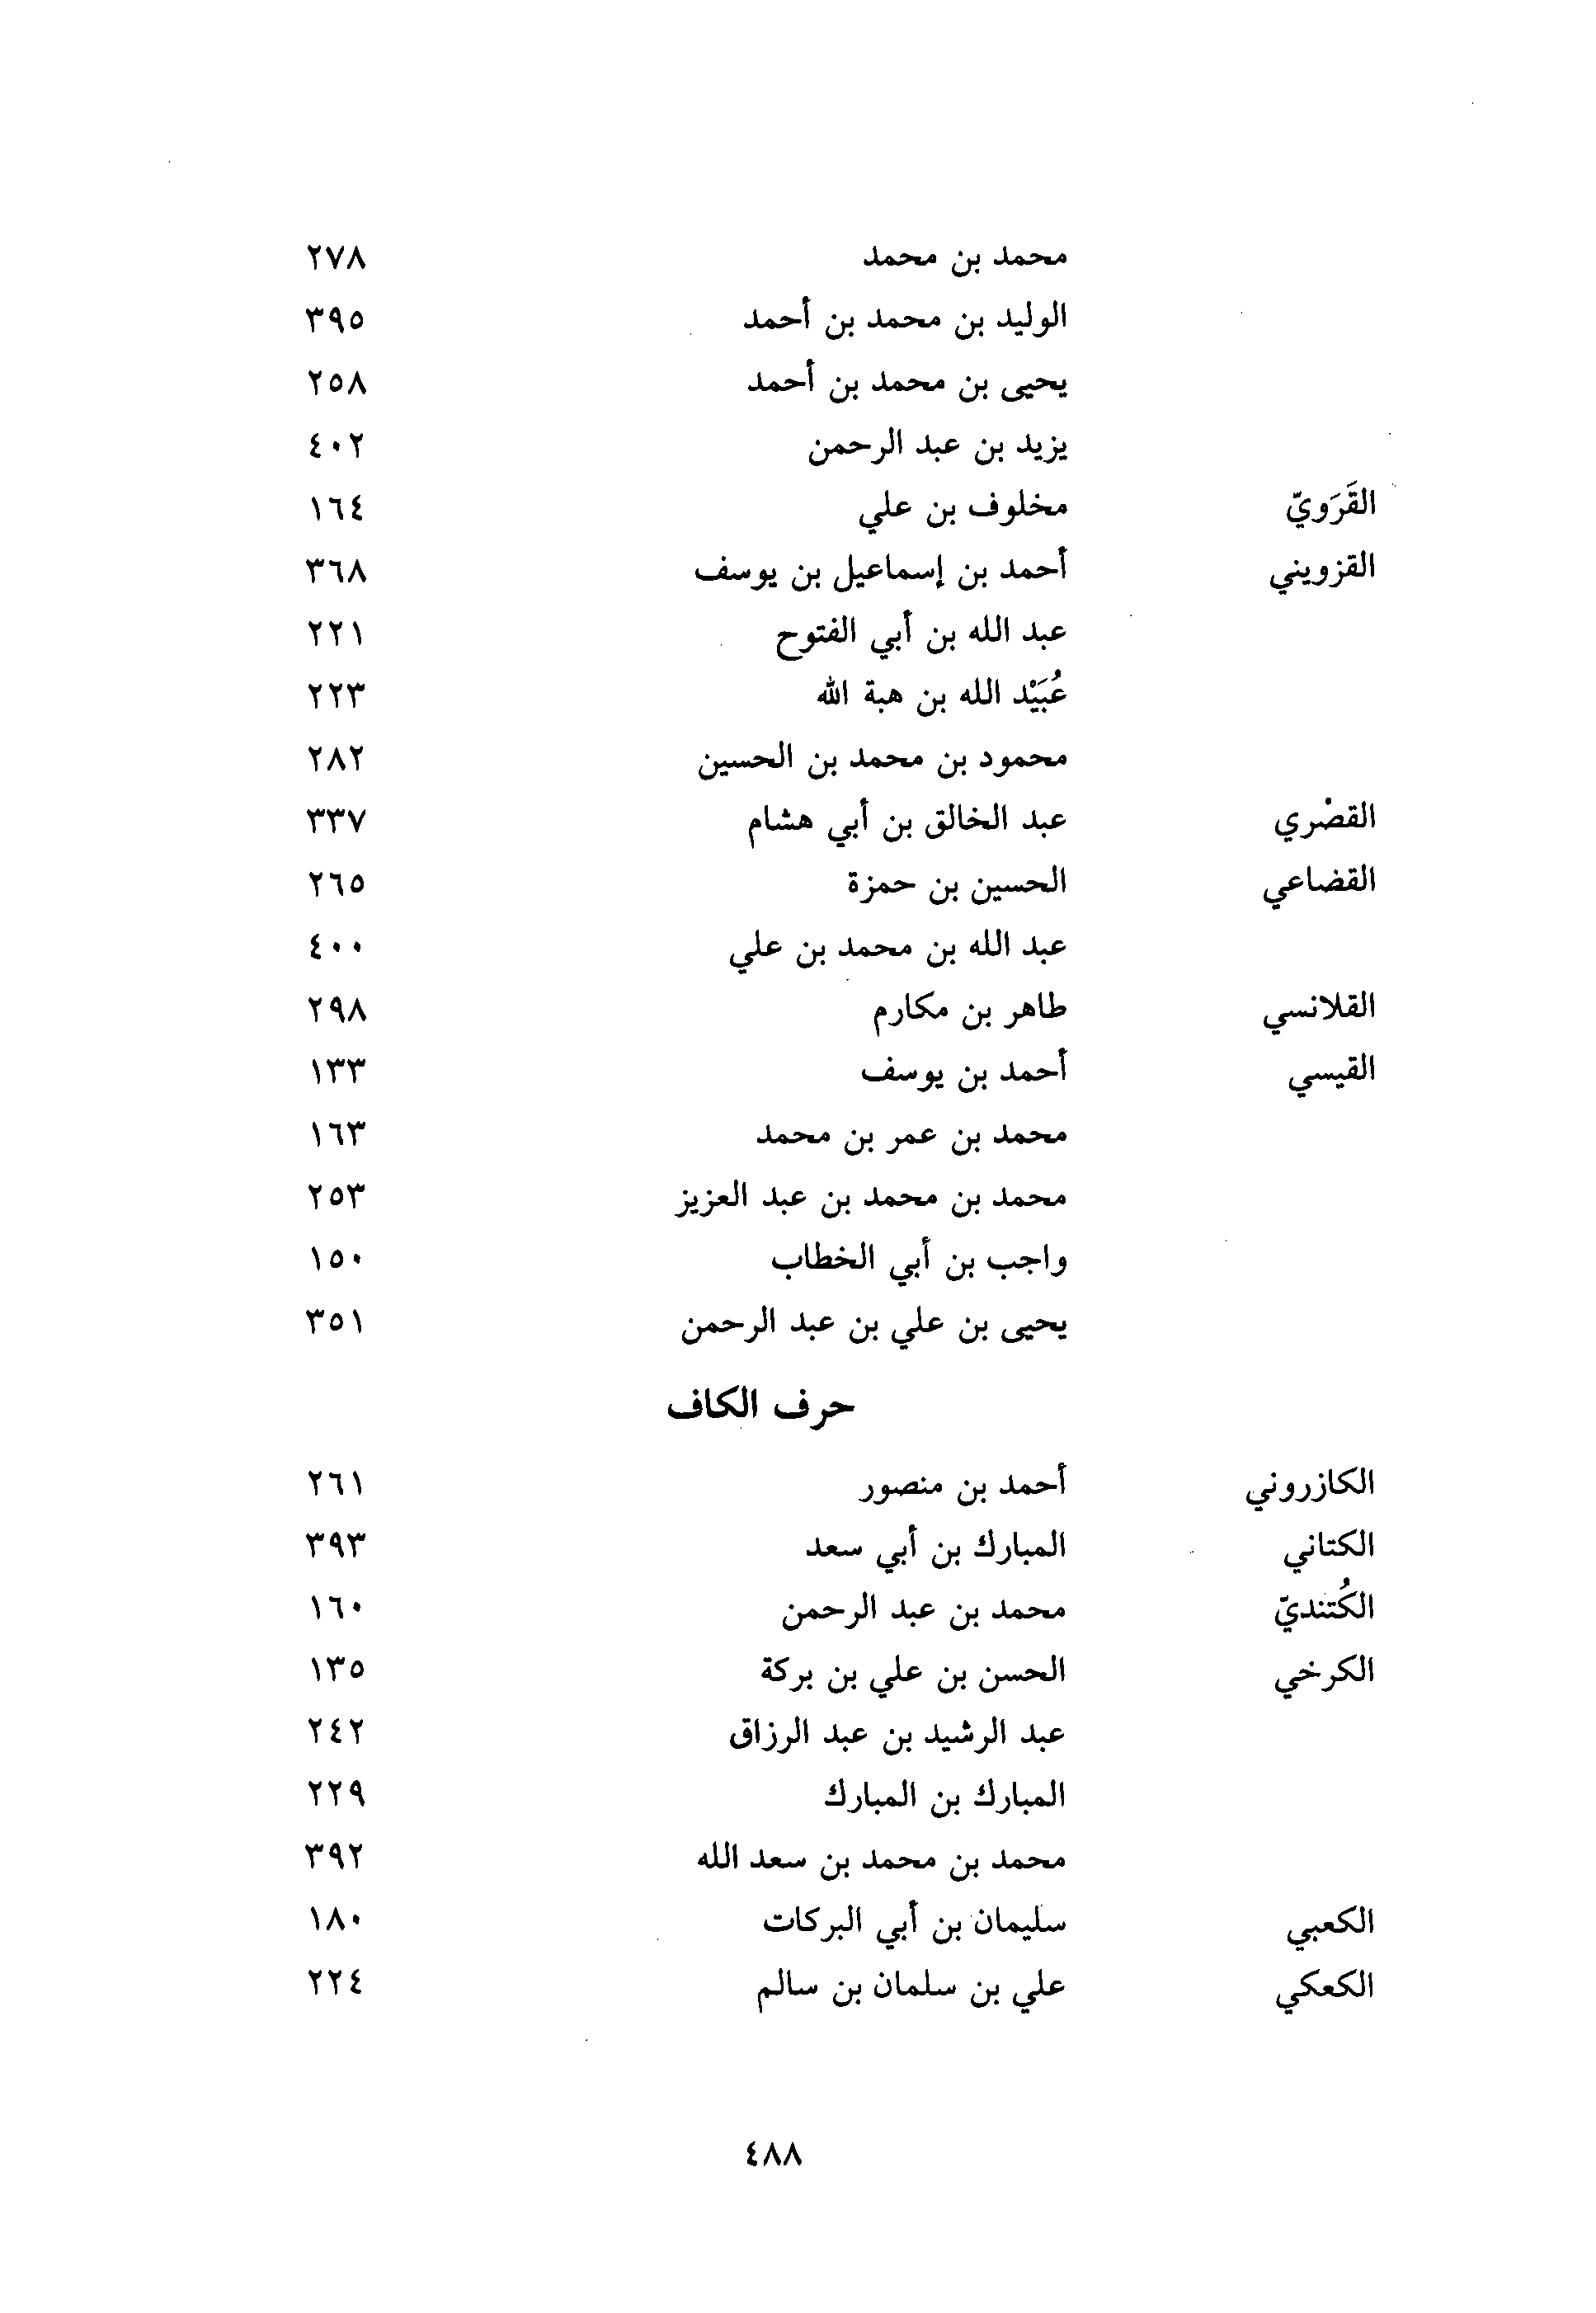 محمد بن محمد ٢٧٨
الوليد بن محمد بن أحمد ٣٩٥
يحيى بن محمد بن أحمد ٢٥٨
يزيد بن عبد الرحمن ٤٠٢
القَرَويّ مخلوف بن علي ١٦٤
القزويني أحمد بن إسماعيل بن يوسف ٣٦٨
عبد الله بن أبي الفتوح ٢٢١
عُبَيْد الله بن هبة الله ٢٢٣
محمود بن محمد بن الحسين ٢٨٢
القصْري عبد الخالق بن أبي هشام ٣٣٧
القضاعي الحسين بن حمزة ٢٦٥
عبد الله بن محمد بن علي ٤٠٠
القلانسي طاهر بن مكارم ٢٩٨
القيسي أحمد بن يوسف ١٣٣
محمد بن عمر بن محمد ١٦٣
محمد بن محمد بن عبد العزيز ٢٥٣
واجب بن أبي الخطاب ١٥٠
يحيى بن علي بن عبد الرحمن ٣٥١
حرف الكاف
الكازروني أحمد بن منصور ٢٦١
الكتاني المبارك بن أبي سعد ٣٩٣
الكُتنديّ محمد بن عبد الرحمن ١٦٠
الكرخي الحسن بن علي بن بركة ١٣٥
عبد الرشيد بن عبد الرزاق ٢٤٢
المبارك بن المبارك ٢٢٩
محمد بن محمد بن سعد الله ٣٩٢
الكعبي سليمان بن أبي البركات ١٨٠
الكعكي علي بن سلمان بن سالم ٢٢٤
٤٨٨